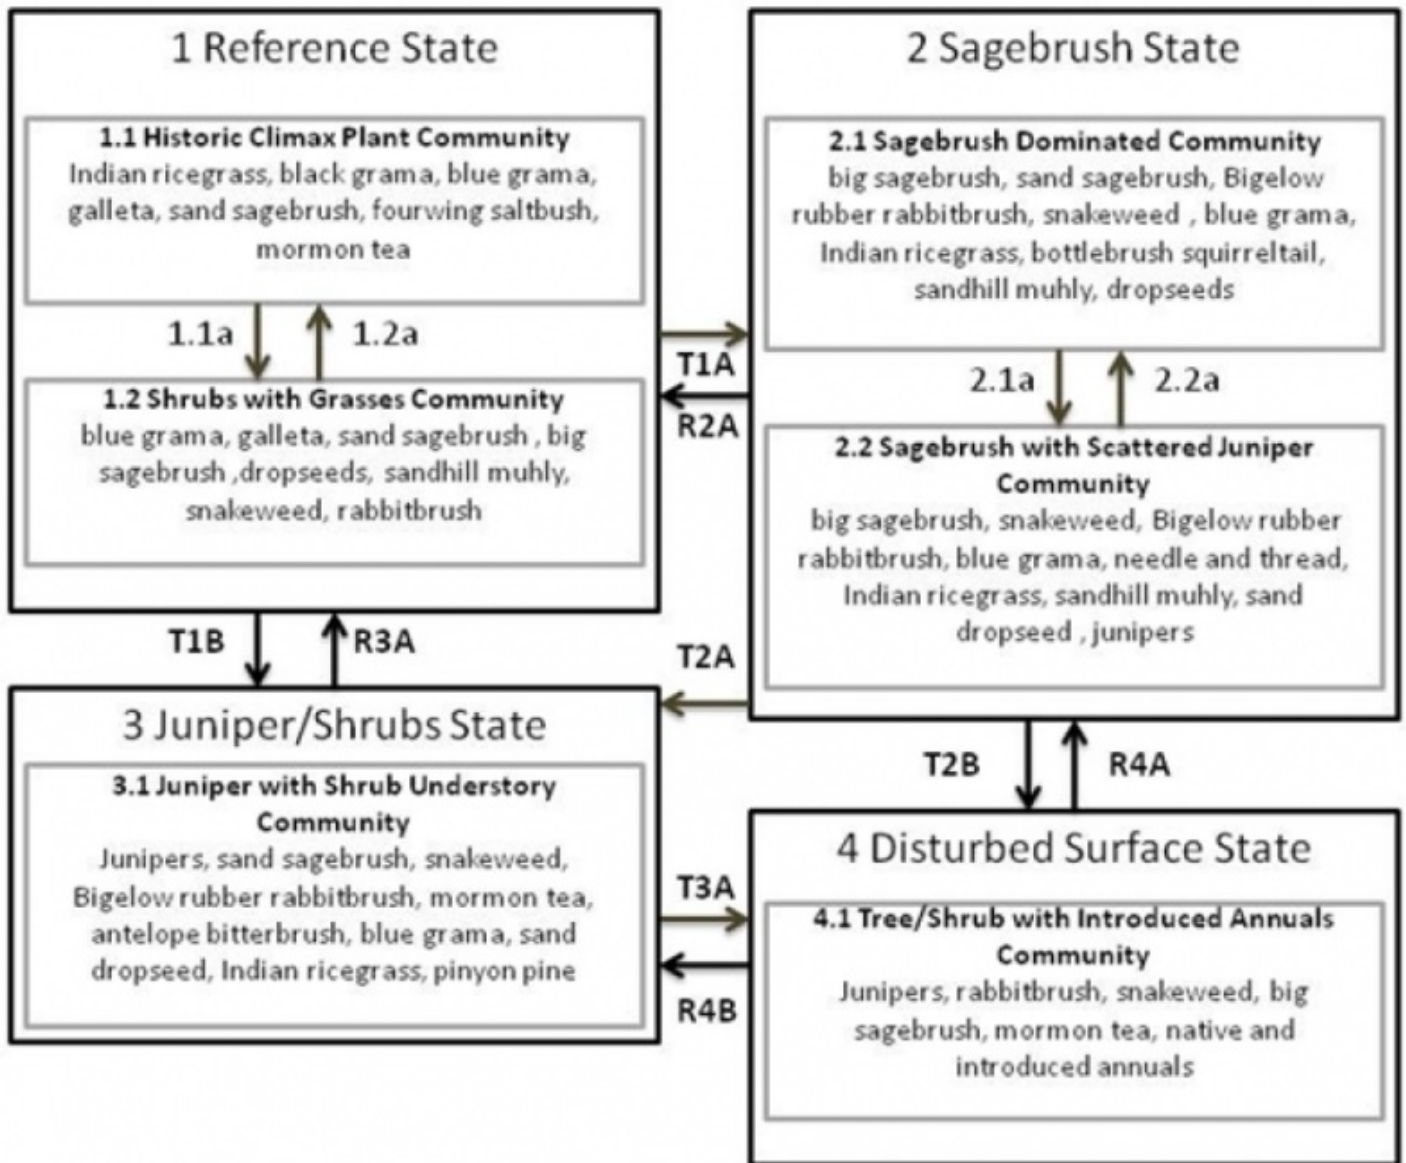 1 Reference State
1.1 Historic Climax Plant Community
Indian ricegrass, black grama, blue grama,
galleta, sand sagebrush, fourwing saltbush,
mormon tea
1.1a
1.2a
1.2 Shrubs with Grasses Community
blue grama, galleta, sand sagebrush , big
sagebrush ,dropseeds, sandhill muhly,
snakeweed, rabbitbrush
T1A
R2A
2 Sagebrush State
2.1 Sagebrush Dominated Community
big sagebrush, sand sagebrush, Bigelow
rubber rabbitbrush, snakeweed , blue grama,
Indian ricegrass, bottlebrush squirreltail,
sandhill muhly, dropseeds
2.1a
2.2a
2.2 Sagebrush with Scattered Juniper
Community
big sagebrush, snakeweed, Bigelow rubber
rabbitbrush, blue grama, needle and thread,
Indian ricegrass, sandhill muhly, sand
dropseed , junipers
T1B
R3A
T2A
3 Juniper/Shrubs State
3.1 Juniper with Shrub Understory
Community
Junipers, sand sagebrush, snakeweed,
Bigelow rubber rabbitbrush, mormon tea,
antelope bitterbrush, blue grama, sand
dropseed, Indian ricegrass, pinyon pine
T2B
R4A
T3A
R4B
4 Disturbed Surface State
4.1 Tree/Shrub with Introduced Annuals
Community
Junipers, rabbitbrush, snakeweed, big
sagebrush, mormon tea, native and
introduced annuals